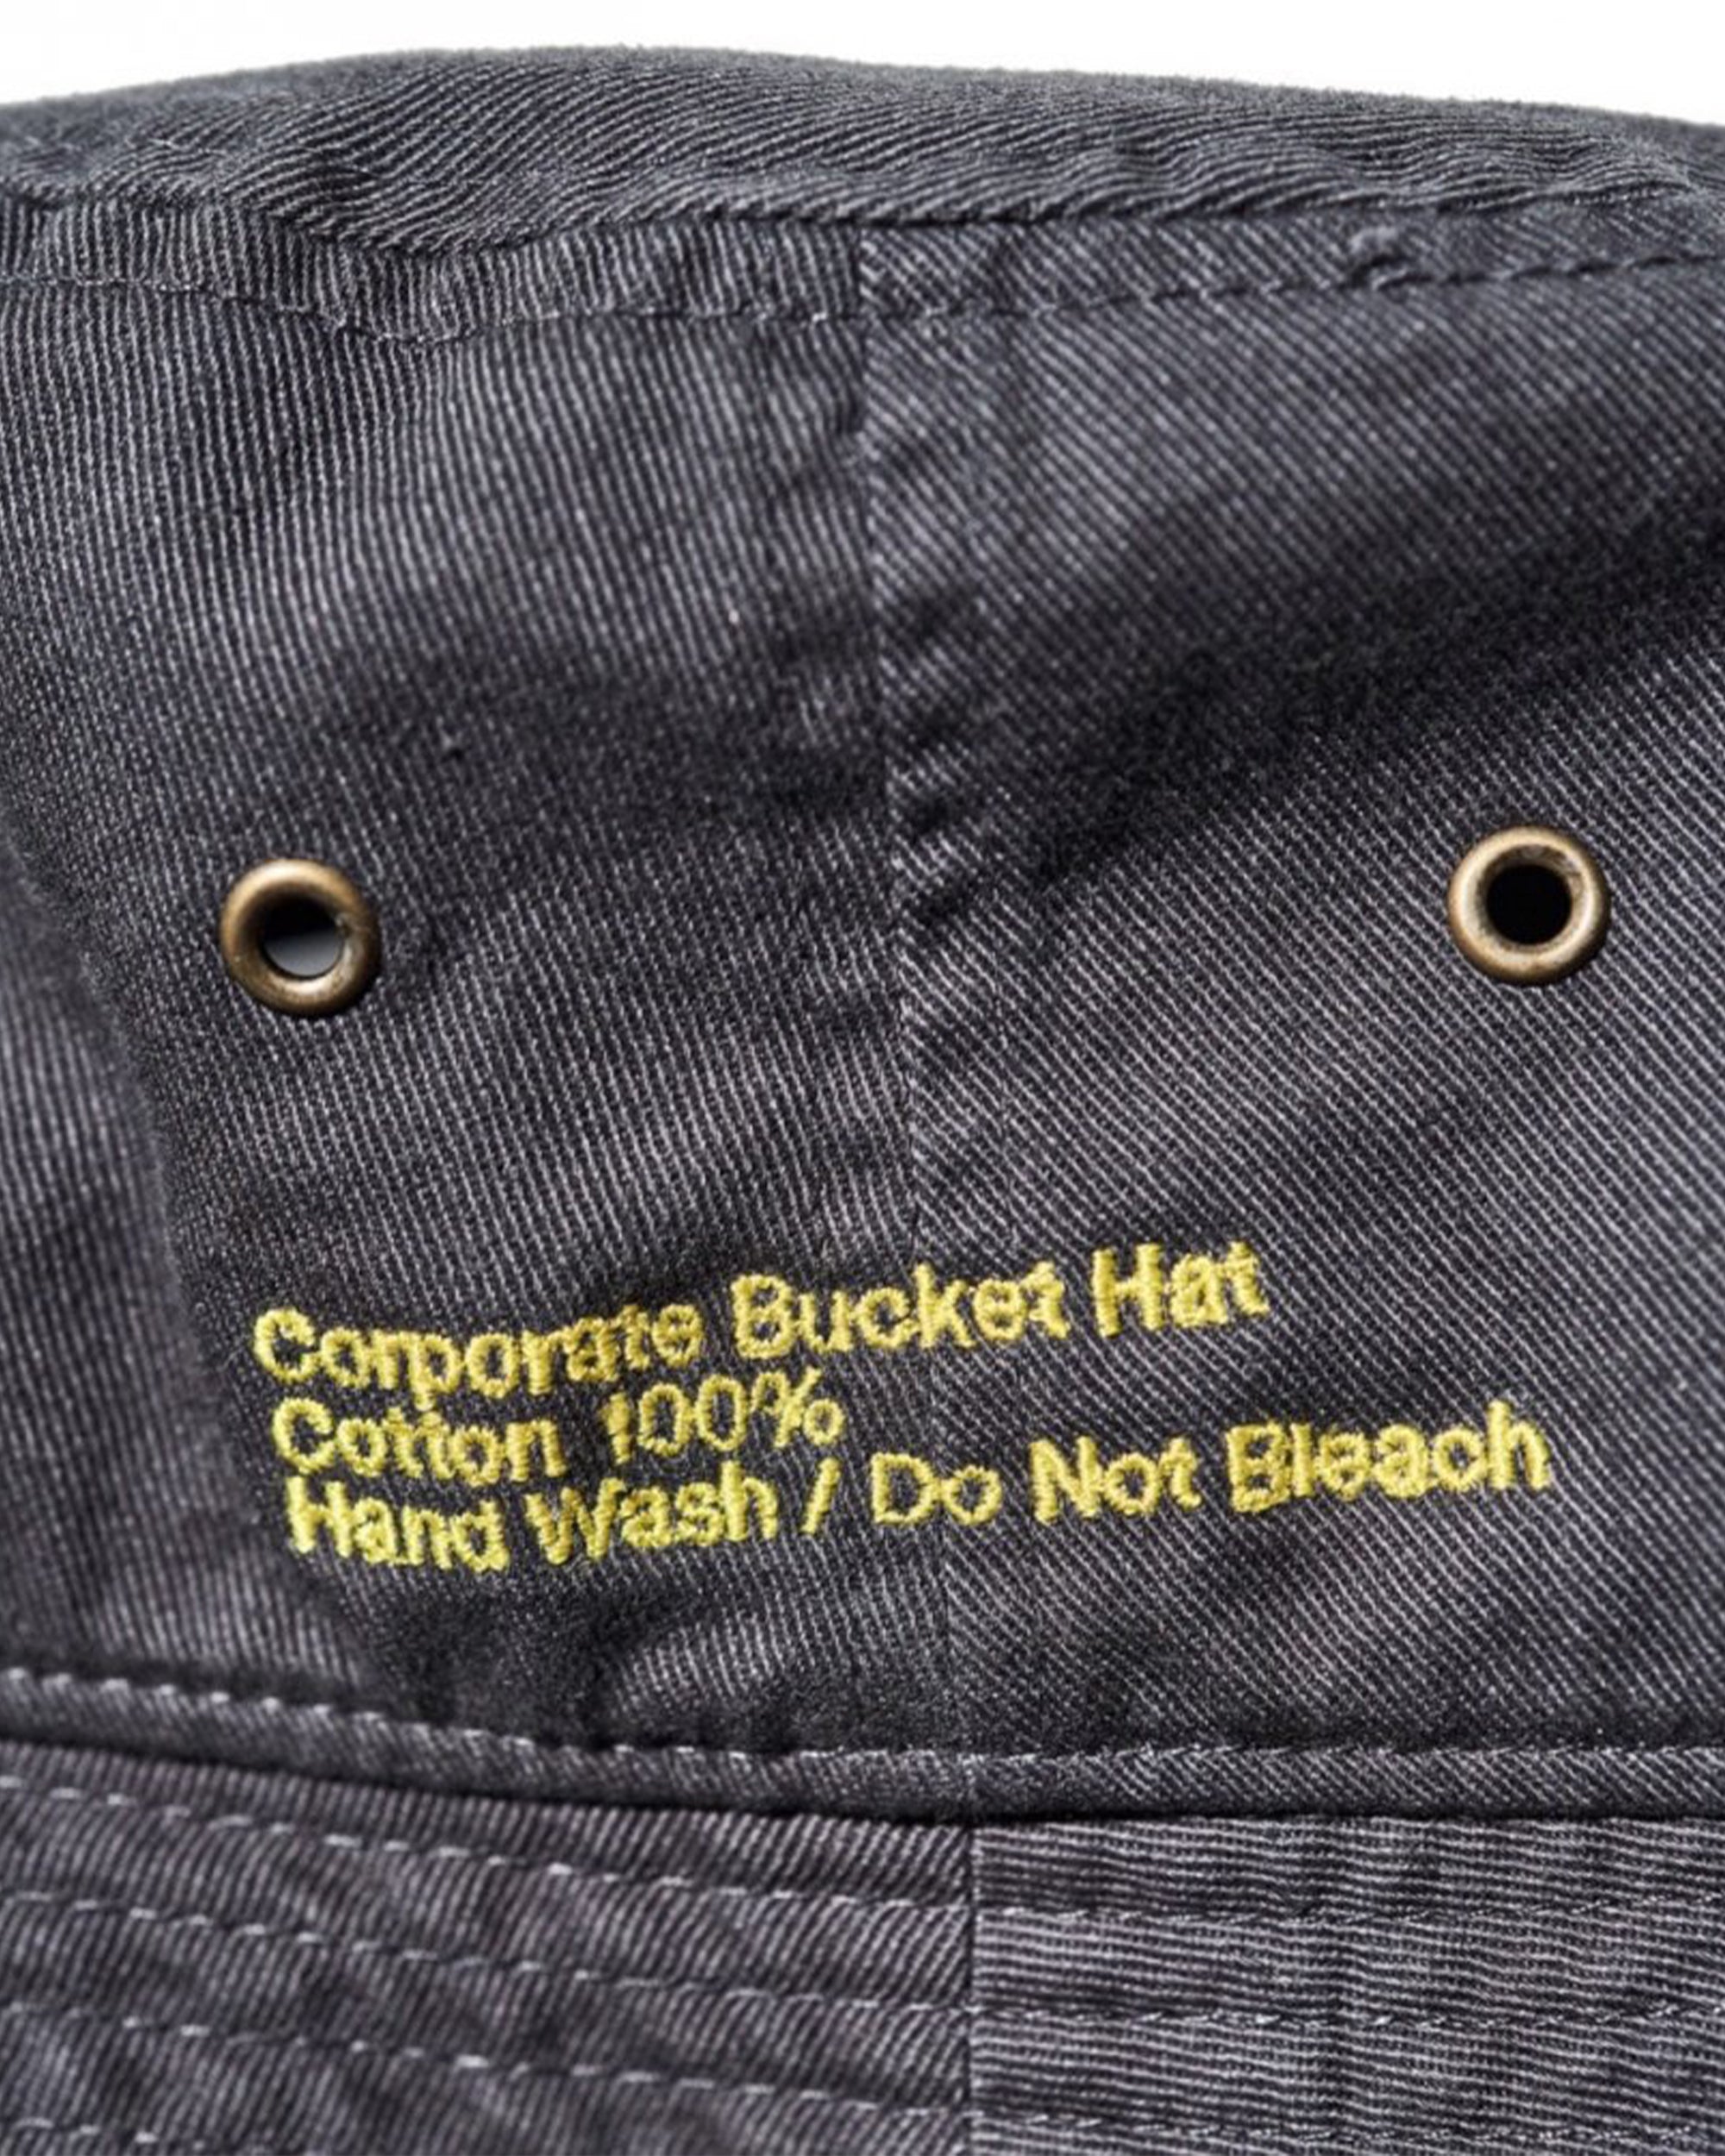 Corporate Bucket Hat
Cotton 100%
Hand Wash / Do Not Bleach